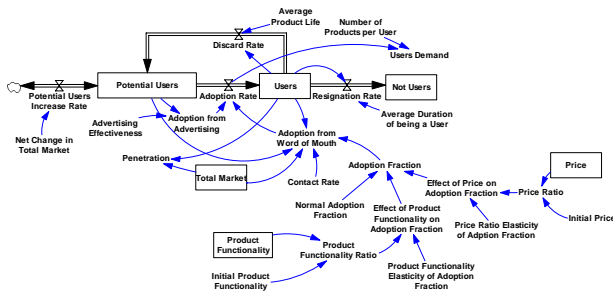 Average
Product Life
Number of
Products per User
Discard Rate
Users Demand
Potential Users
Users
Not Users
Potential Users
Increase Rate
Adoption Rate
Resignation Rate
Advertising
Effectiveness
Adoption from
Advertising
Average Duration
of being a User
Net Change in
Total Market
Adoption from
Word of Mouth
Penetration
Total Market
Adoption Fraction
Price
Contact Rate
Effect of Price on
Adoption Fraction
Price Ratio
Normal Adoption
Fraction
Effect of Product
Functionality on
Adoption Fraction
Price Ratio Elasticity
of Adption Fraction
Initial Price
Product
Functionality
Product
Functionality Ratio
Initial Product
Functionality
Product Functionality
Elasticity of Adoption
Fraction